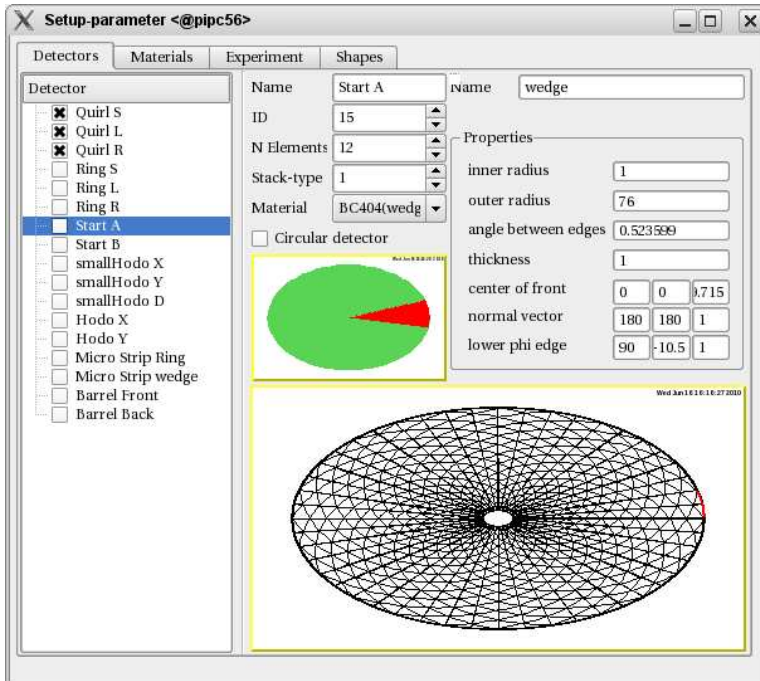 Setup-parameter <@pipc56>
Detectors Materials Experiment Shapes
Detector
Quirl S
Quirl L
Quirl R
Ring S
Ring L
Ring R
Start A
Start B
smallHodo X
smallHodo Y
smallHodo D
Hodo X
Hodo Y
Micro Strip Ring
Micro Strip wedge
Barrel Front
Barrel Back
Name Start A
ID 15
N Elements 12
Stack-type 1
Material BC404(wedg
Circular detector
Name wedge
Properties
inner radius 1
outer radius 76
angle between edges 0.523599
thickness 1
center of front 0 0 9.715
normal vector 180 180 1
lower phi edge 90 -10.5 1